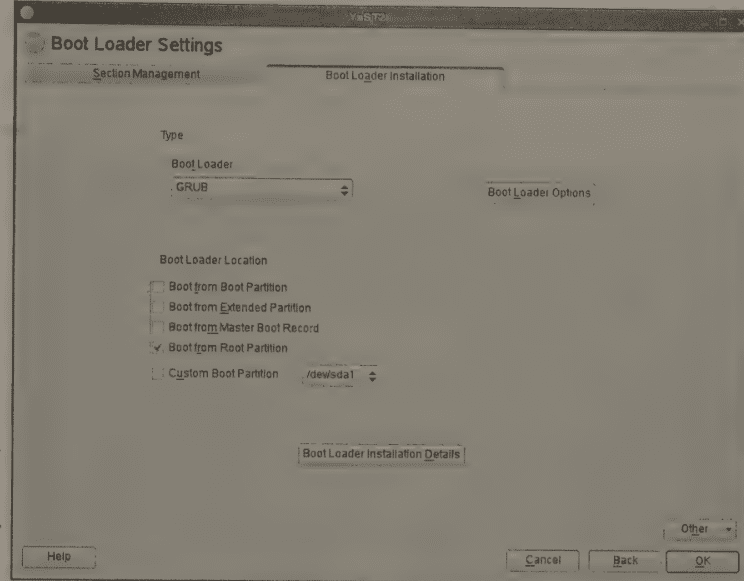 YaST2
Boot Loader Settings
Section Management
Boot Loader Installation
Type
Boot Loader
GRUB
Boot Loader Options
Boot Loader Location
Boot from Boot Partition
Boot from Extended Partition
Boot from Master Boot Record
Boot from Root Partition
Custom Boot Partition
/dev/sda1
Boot Loader Installation Details
Other
Help
Cancel
Back
OK